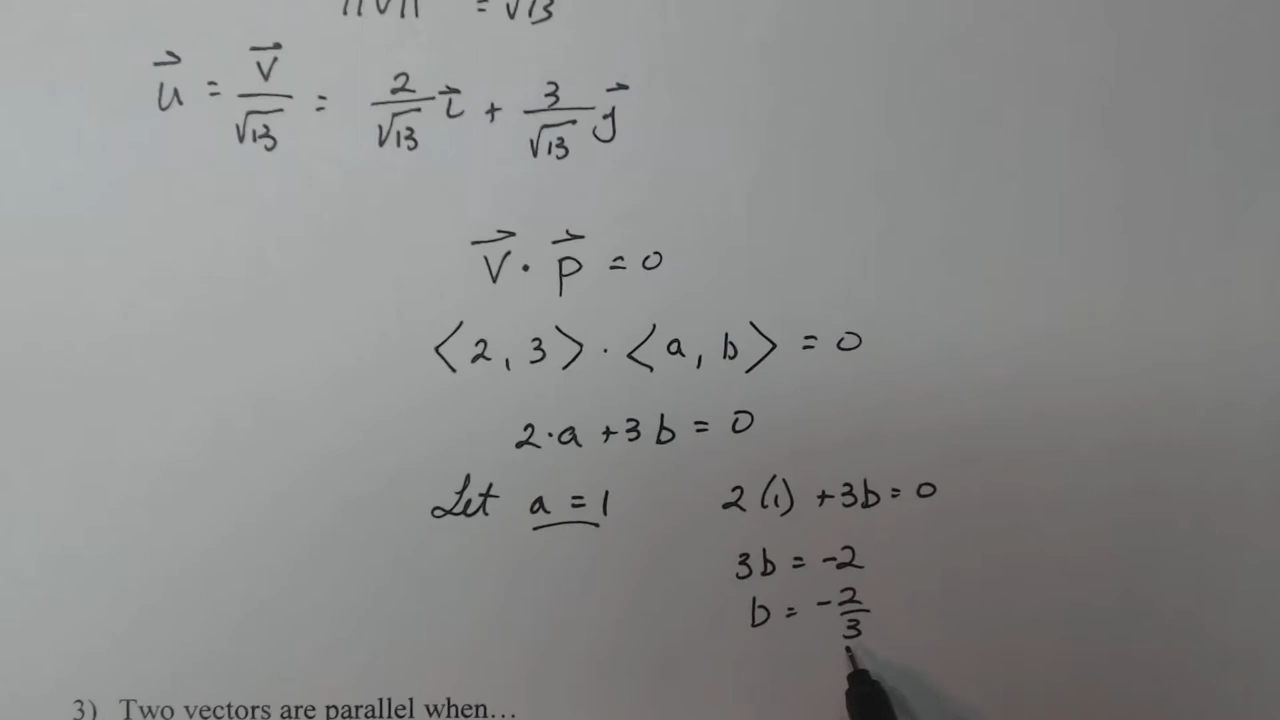 ||v|| = √13
u⃗ = v⃗/√13 = 2/√13 i⃗ + 3/√13 j⃗
v⃗ · p⃗ = 0
⟨2, 3⟩ · ⟨a, b⟩ = 0
2·a + 3b = 0
Let a = 1 2(1) + 3b = 0
3b = -2
b = -2/3
3) Two vectors are parallel when...